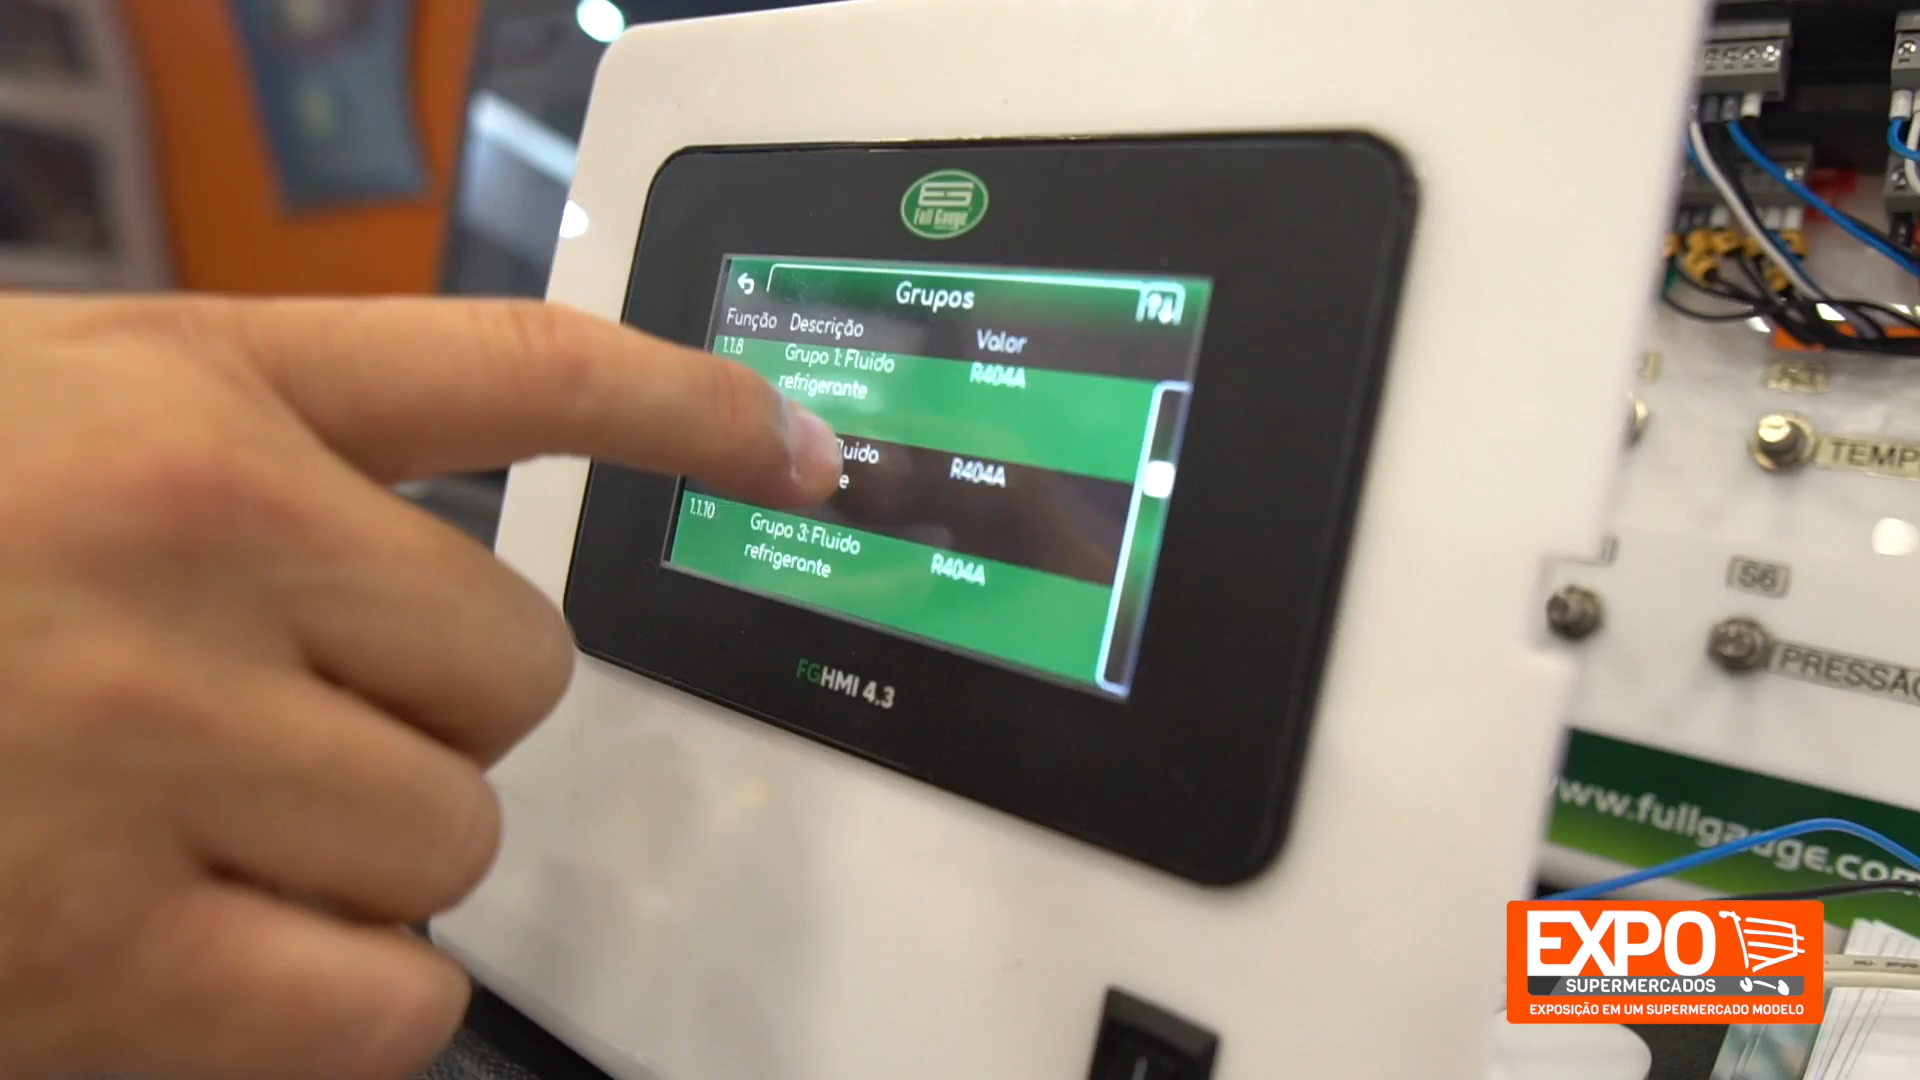 Full Gauge
Grupos
Função Descrição Valor
1.1.8 Grupo 1: Fluido R404A
refrigerante
Fluido R404A
1.1.10 Grupo 3: Fluido R404A
refrigerante
FGHMI 4.3
TEMP
S6
PRESSÃO
www.fullgauge.com
EXPO
SUPERMERCADOS
EXPOSIÇÃO EM UM SUPERMERCADO MODELO